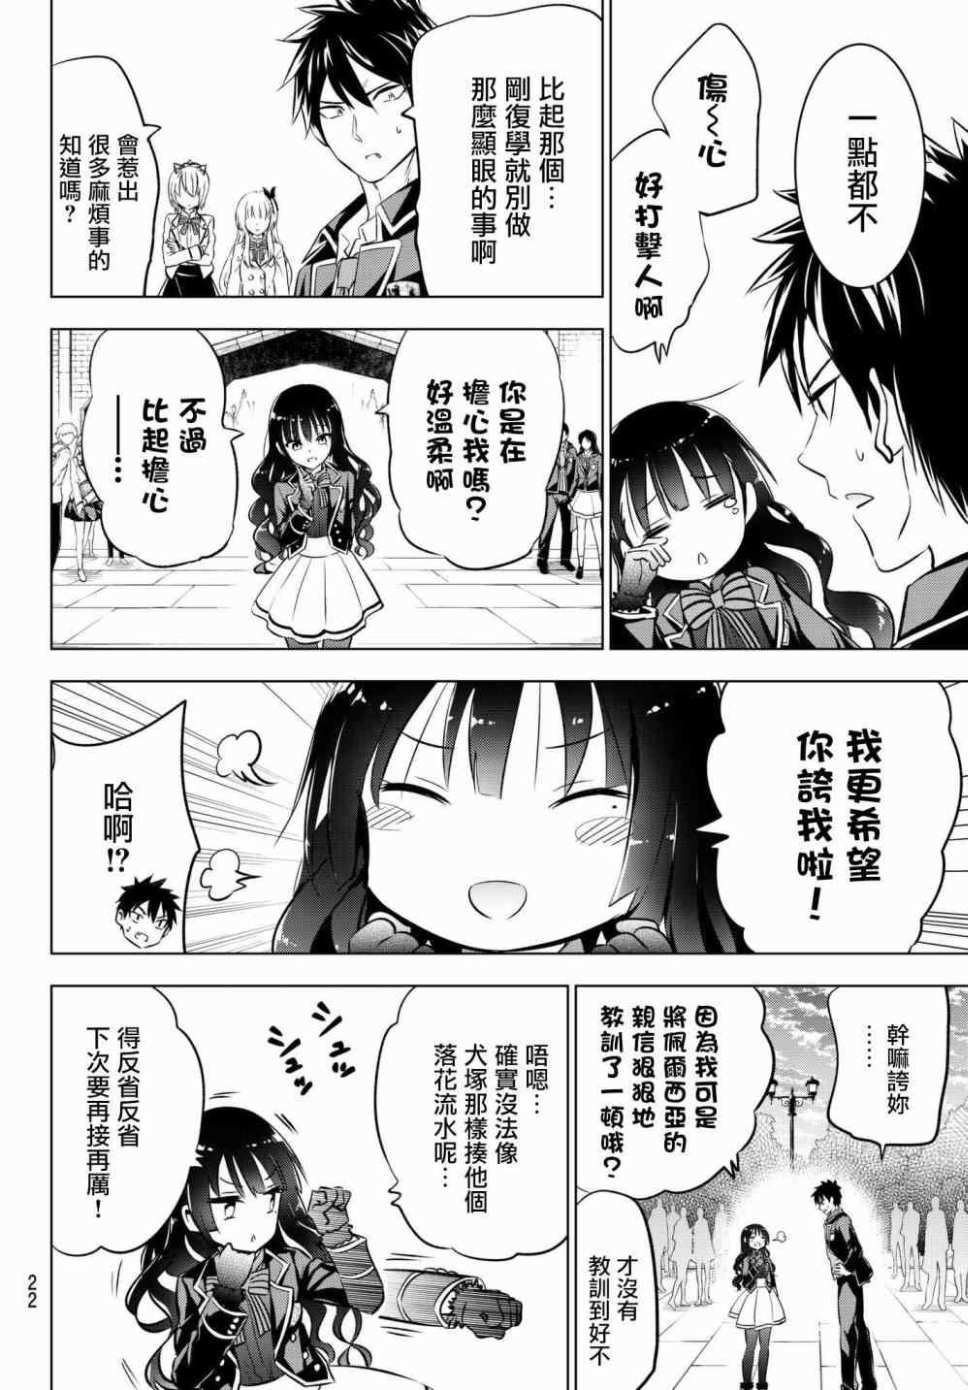 一點都不
傷～心
好打擊人啊
比起那個…
剛復學就別做
那麼顯眼的事啊
會惹出
很多麻煩事的
知道嗎？
你是在
擔心我嗎？
好溫柔啊
不過
比起擔心
──…
我更希望
你誇我啦！
哈啊!?
幹嘛誇妳
……
因為我可是
將佩爾西亞的
親信狠狠地
教訓了一頓哦？
才沒有
教訓到好不
唔嗯…
確實沒法像
犬塚那樣揍他個
落花流水呢…
得反省反省
下次要再接再厲！
22